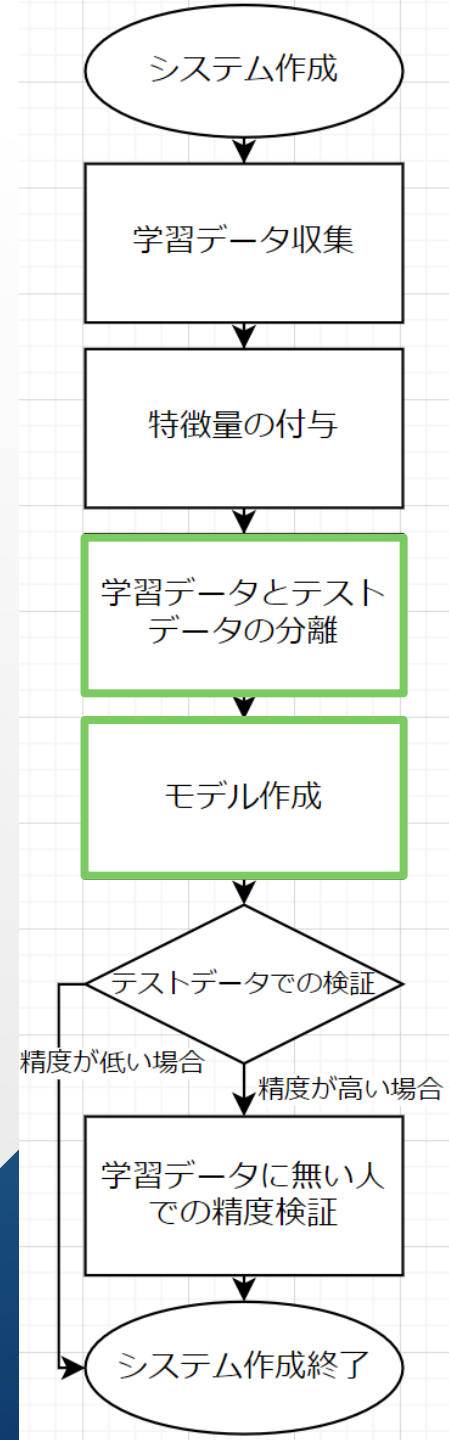 システム作成
学習データ収集
特徴量の付与
学習データとテスト
データの分離
モデル作成
テストデータでの検証
精度が低い場合
精度が高い場合
学習データに無い人
での精度検証
システム作成終了